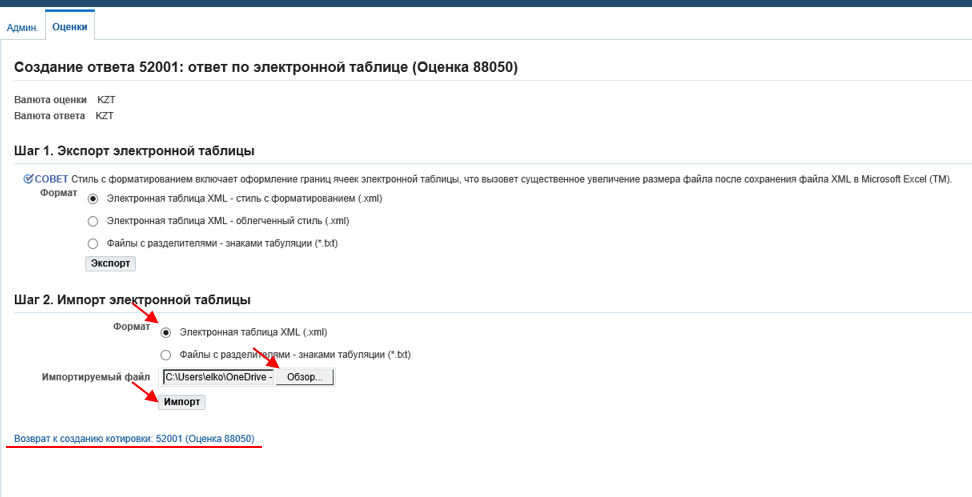 Админ.
Оценки
Создание ответа 52001: ответ по электронной таблице (Оценка 88050)
Валюта оценки KZT
Валюта ответа KZT
Шаг 1. Экспорт электронной таблицы
СОВЕТ Стиль с форматированием включает оформление границ ячеек электронной таблицы, что вызовет существенное увеличение размера файла после сохранения файла XML в Microsoft Excel (TM).
Формат
Электронная таблица XML - стиль с форматированием (.xml)
Электронная таблица XML - облегченный стиль (.xml)
Файлы с разделителями - знаками табуляции (*.txt)
Экспорт
Шаг 2. Импорт электронной таблицы
Формат
Электронная таблица XML (.xml)
Файлы с разделителями - знаками табуляции (*.txt)
Импортируемый файл C:\Users\elko\OneDrive - Обзор...
Импорт
Возврат к созданию котировки: 52001 (Оценка 88050)